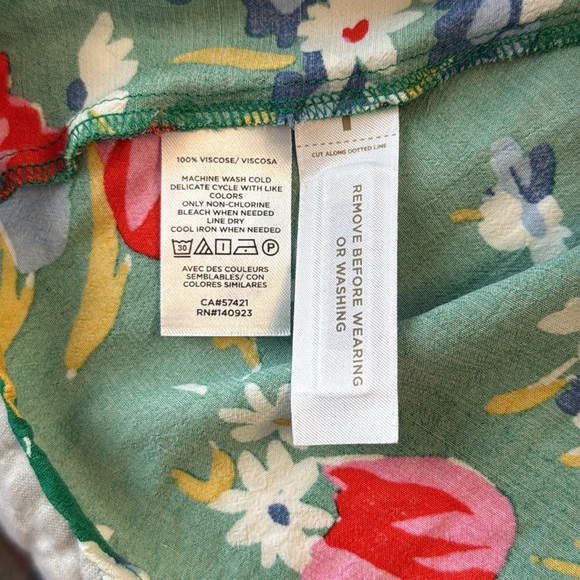 100% VISCOSE/ VISCOSA
MACHINE WASH COLD
DELICATE CYCLE WITH LIKE
COLORS
ONLY NON-CHLORINE
BLEACH WHEN NEEDED
LINE DRY
COOL IRON WHEN NEEDED
30
P
AVEC DES COULEURS
SEMBLABLES/ CON
COLORES SIMILARES
CA#57421
RN#140923
CUT ALONG DOTTED LINE
REMOVE BEFORE WEARING
OR WASHING